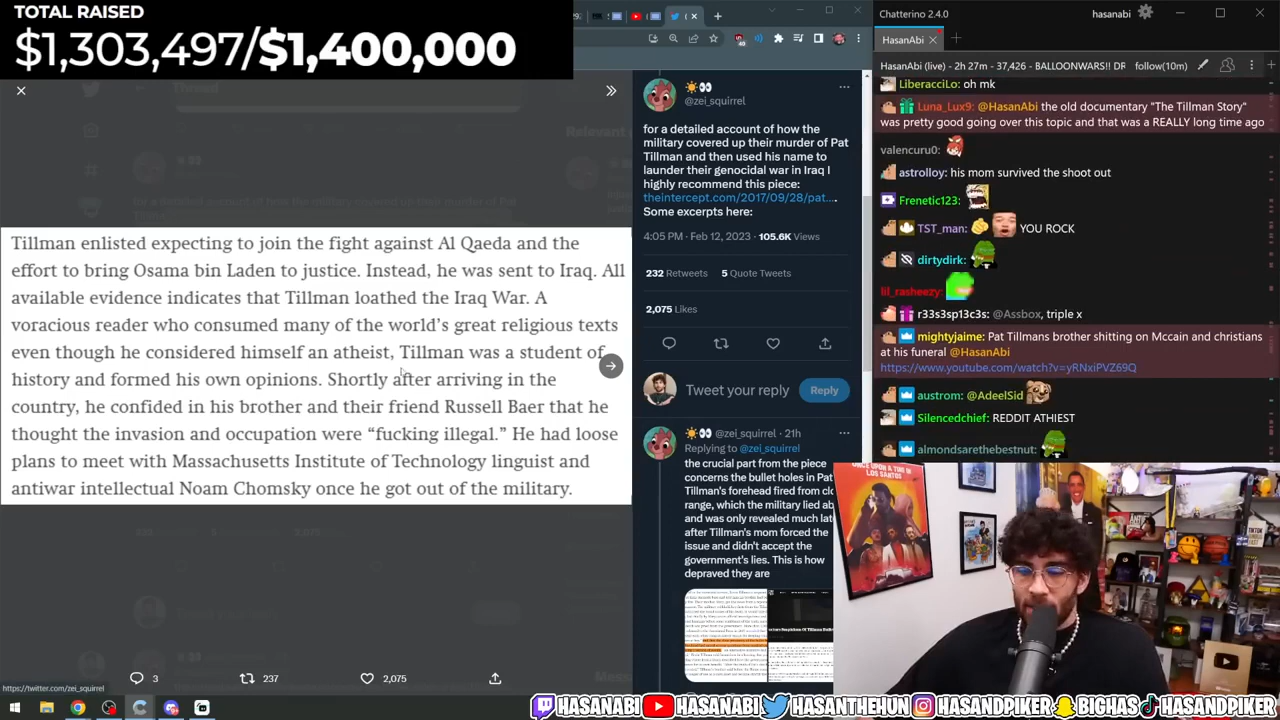 TOTAL RAISED
$1,303,497/$1,400,000
Tillman enlisted expecting to join the fight against Al Qaeda and the
effort to bring Osama bin Laden to justice. Instead, he was sent to Iraq. All
available evidence indicates that Tillman loathed the Iraq War. A
voracious reader who consumed many of the world's great religious texts
even though he considered himself an atheist, Tillman was a student of
history and formed his own opinions. Shortly after arriving in the
country, he confided in his brother and their friend Russell Baer that he
thought the invasion and occupation were “fucking illegal.” He had loose
plans to meet with Massachusetts Institute of Technology linguist and
antiwar intellectual Noam Chomsky once he got out of the military.
237
2,075
https://twitter.com/zei_squirrel
@zei_squirrel
for a detailed account of how the
military covered up their murder of Pat
Tillman and then used his name to
launder their genocidal war in Iraq I
highly recommend this piece:
theintercept.com/2017/09/28/pat...
Some excerpts here:
4:05 PM · Feb 12, 2023 · 105.6K Views
232 Retweets 5 Quote Tweets
2,075 Likes
Tweet your reply
Reply
@zei_squirrel · 21h
Replying to @zei_squirrel
the crucial part from the piece
concerns the bullet holes in Pat
Tillman's forehead fired from clo
range, which the military lied ab
and was only revealed much lat
after Tillman's mom forced the
issue and didn't accept the
government's lies. This is how
depraved they are
Chatterino 2.4.0
hasanabi
HasanAbi
HasanAbi (live) - 2h 27m - 37,426 - BALLOONWARS!! DR
follow(10m)
LiberacciLo: oh mk
Luna_Lux9: @HasanAbi the old documentary "The Tillman Story"
was pretty good going over this topic and that was a REALLY long time ago
valencuru0:
astrolloy: his mom survived the shoot out
Frenetic123:
TST_man: YOU ROCK
dirtydirk:
lil_rasheezy:
r33s3sp13c3s: @Assbox, triple x
mightyjaime: Pat Tillmans brother shitting on Mccain and christians
at his funeral @HasanAbi
https://www.youtube.com/watch?v=yRNxiPVZ69Q
austrom: @AdeelSid
Silencedchief: REDDIT ATHIEST
almondsarethebestnut:
ONCE UPON A TIME IN
LOS SANTOS
HASANABI HASANABI HASANTHEHUN HASANDPIKER BIGHAS HASANDPIKER